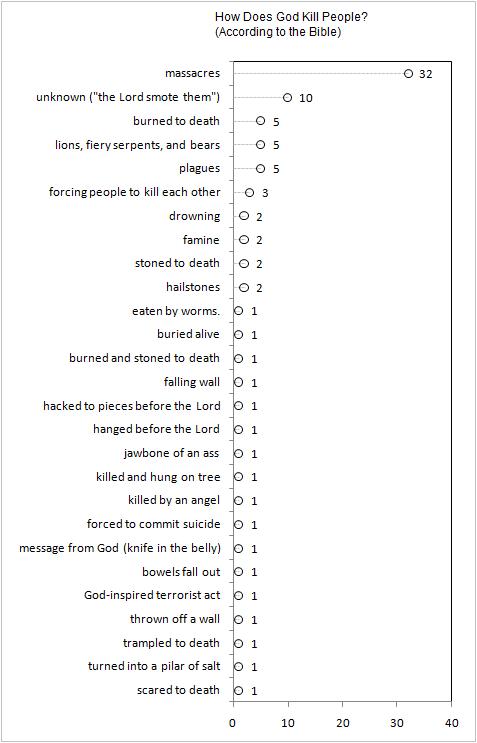 How Does God Kill People?
(According to the Bible)
massacres 32
unknown ("the Lord smote them") 10
burned to death 5
lions, fiery serpents, and bears 5
plagues 5
forcing people to kill each other 3
drowning 2
famine 2
stoned to death 2
hailstones 2
eaten by worms. 1
buried alive 1
burned and stoned to death 1
falling wall 1
hacked to pieces before the Lord 1
hanged before the Lord 1
jawbone of an ass 1
killed and hung on tree 1
killed by an angel 1
forced to commit suicide 1
message from God (knife in the belly) 1
bowels fall out 1
God-inspired terrorist act 1
thrown off a wall 1
trampled to death 1
turned into a pilar of salt 1
scared to death 1
0 10 20 30 40